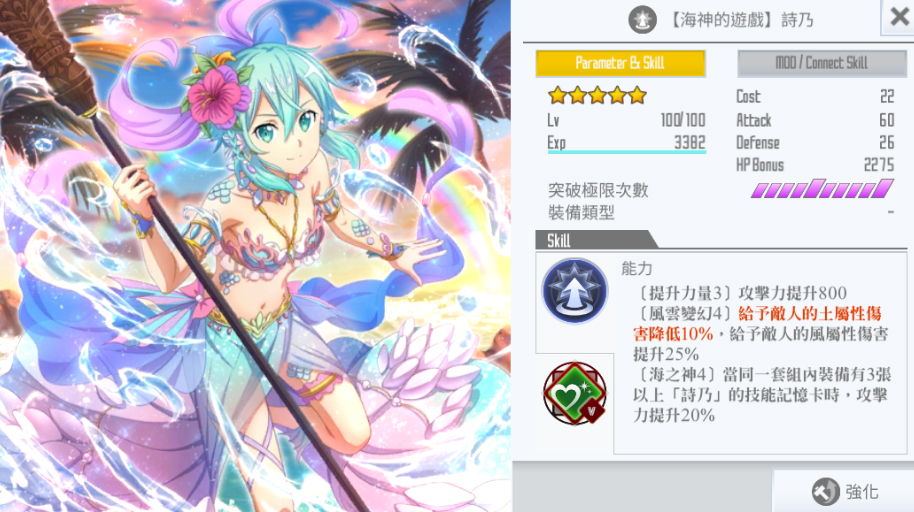 【海神的遊戲】詩乃
Parameter & Skill
MOD / Connect Skill
Lv 100/100
Exp 3382
突破極限次數
裝備類型 -
Cost 22
Attack 60
Defense 26
HP Bonus 2275
Skill
能力
〔提升力量3〕攻擊力提升800
〔風雲變幻4〕給予敵人的土屬性傷
害降低10%，給予敵人的風屬性傷害
提升25%
〔海之神4〕當同一套組內裝備有3張
以上「詩乃」的技能記憶卡時，攻擊
力提升20%
V
強化